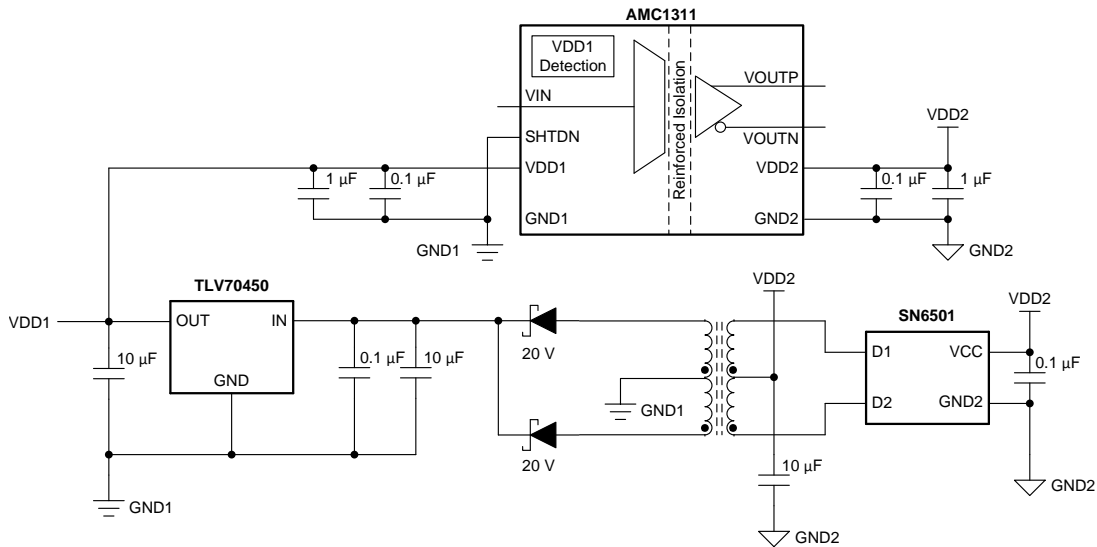 AMC1311
VDD1
Detection
Reinforced Isolation
VIN
SHTDN
VDD1
GND1
VOUTP
VOUTN
VDD2
GND2
VDD2
1 µF
0.1 µF
0.1 µF
1 µF
GND1
GND2
TLV70450
VDD1
OUT
IN
GND
10 µF
0.1 µF
10 µF
GND1
20 V
20 V
GND1
VDD2
10 µF
GND2
SN6501
D1
VCC
D2
GND2
VDD2
0.1 µF
GND2